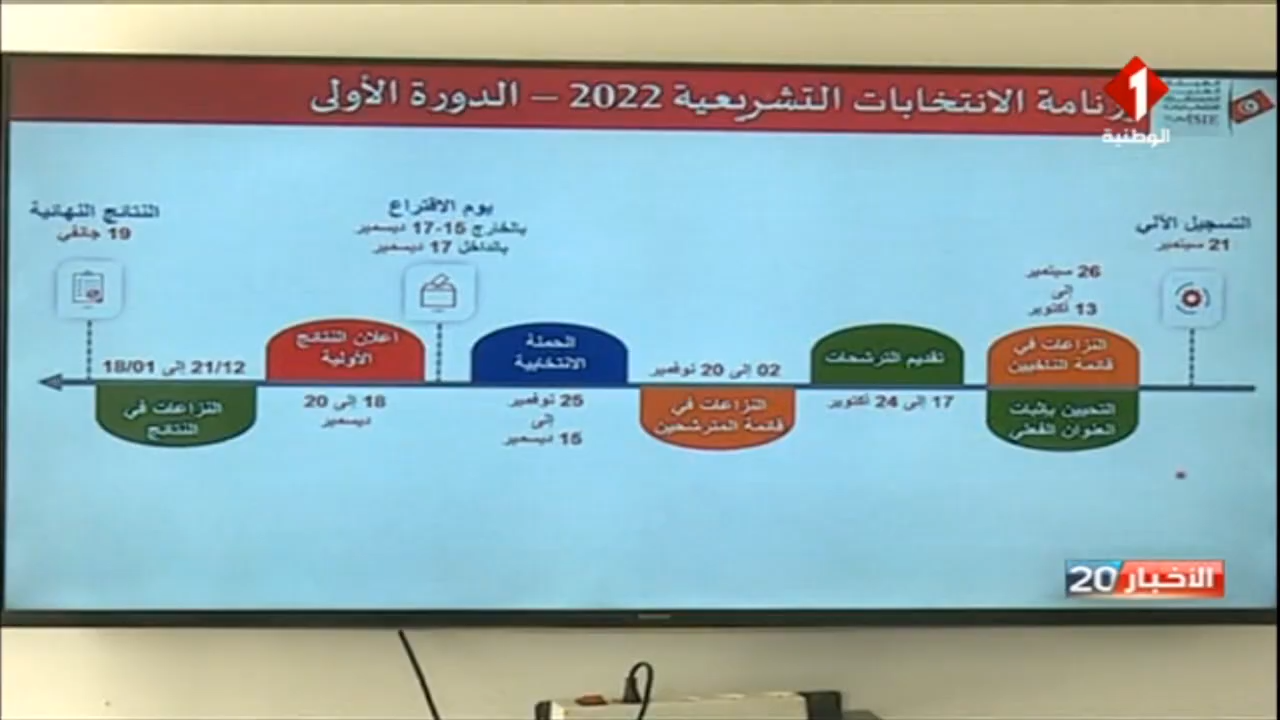 رزنامة الانتخابات التشريعية 2022 – الدورة الأولى
1
الوطنية
ISIE
التسجيل الآلي
21 سبتمبر
26 سبتمبر
إلى
13 أكتوبر
النزاعات في
قائمة الناخبين
التحيين بإثبات
العنوان الفعلي
تقديم الترشحات
17 إلى 24 أكتوبر
02 إلى 20 نوفمبر
النزاعات في
قائمة المترشحين
الحملة
الانتخابية
25 نوفمبر
إلى
15 ديسمبر
يوم الاقتراع
بالخارج 15-17 ديسمبر
بالداخل 17 ديسمبر
اعلان النتائج
الأولية
18 إلى 20
ديسمبر
21/12 إلى 18/01
النزاعات في
النتائج
النتائج النهائية
19 جانفي
الأخبار 20